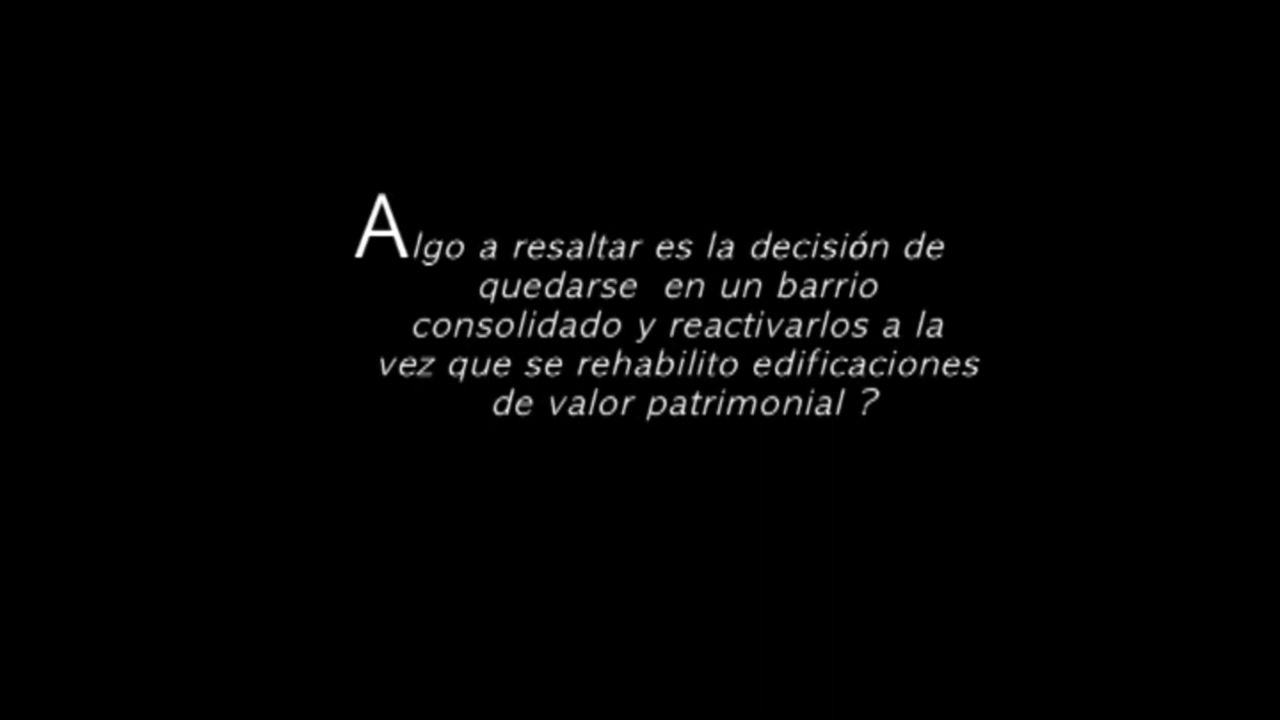 Algo a resaltar es la decisión de
quedarse en un barrio
consolidado y reactivarlos a la
vez que se rehabilito edificaciones
de valor patrimonial ?